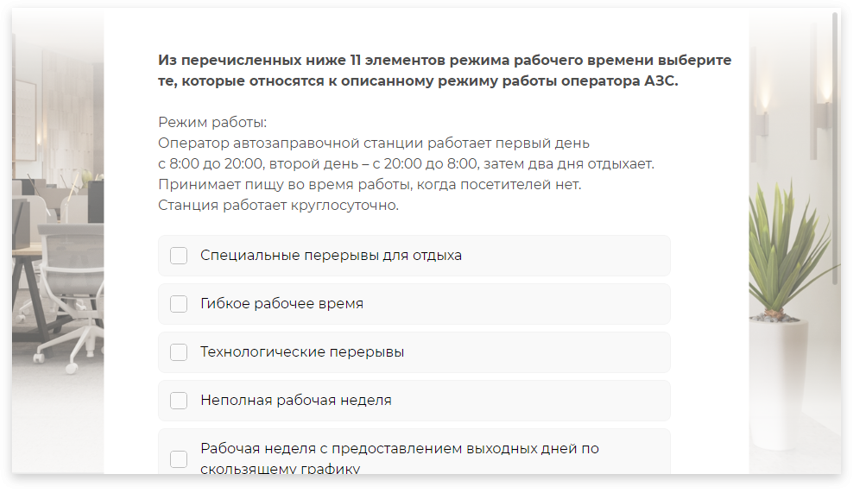 Из перечисленных ниже 11 элементов режима рабочего времени выберите
те, которые относятся к описанному режиму работы оператора АЗС.
Режим работы:
Оператор автозаправочной станции работает первый день
с 8:00 до 20:00, второй день – с 20:00 до 8:00, затем два дня отдыхает.
Принимает пищу во время работы, когда посетителей нет.
Станция работает круглосуточно.
Специальные перерывы для отдыха
Гибкое рабочее время
Технологические перерывы
Неполная рабочая неделя
Рабочая неделя с предоставлением выходных дней по
скользящему графику